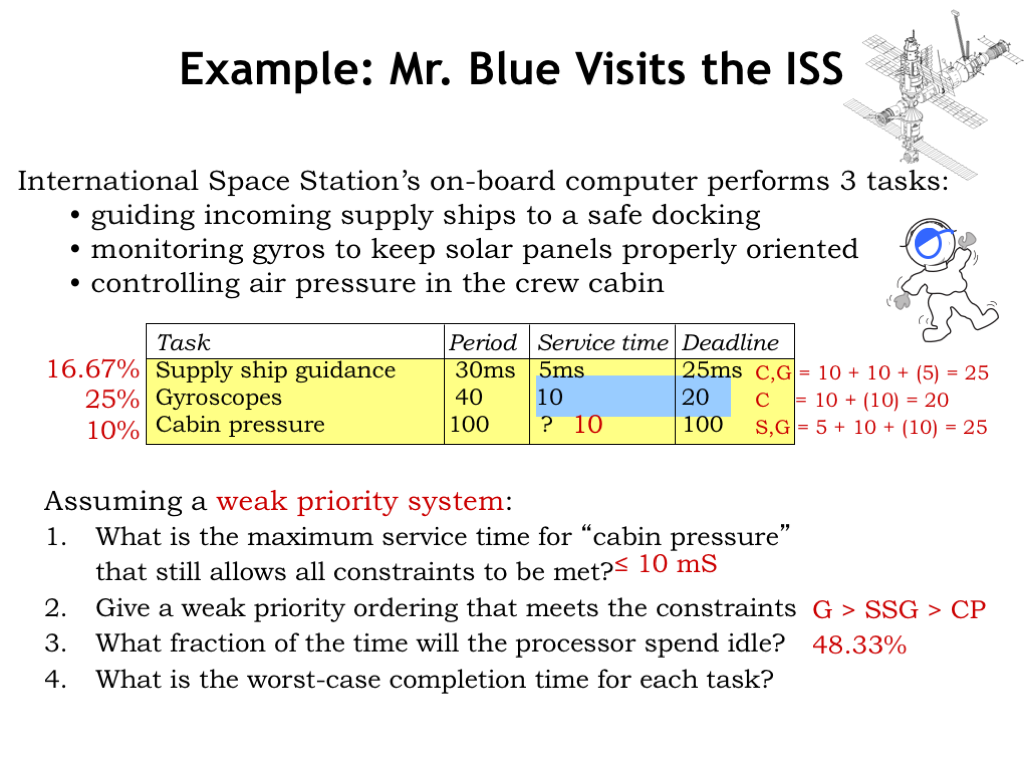 Example: Mr. Blue Visits the ISS
International Space Station’s on-board computer performs 3 tasks:
• guiding incoming supply ships to a safe docking
• monitoring gyros to keep solar panels properly oriented
• controlling air pressure in the crew cabin
Task Period Service time Deadline
16.67% Supply ship guidance 30ms 5ms 25ms C,G = 10 + 10 + (5) = 25
25% Gyroscopes 40 10 20 C = 10 + (10) = 20
10% Cabin pressure 100 ? 10 100 S,G = 5 + 10 + (10) = 25
Assuming a weak priority system:
1. What is the maximum service time for “cabin pressure”
that still allows all constraints to be met? ≤ 10 mS
2. Give a weak priority ordering that meets the constraints G > SSG > CP
3. What fraction of the time will the processor spend idle? 48.33%
4. What is the worst-case completion time for each task?